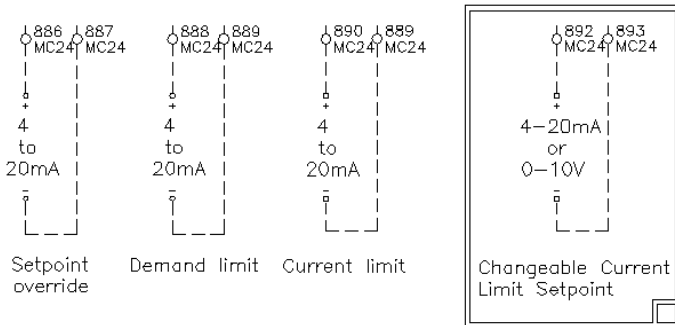 886 887
MC24 MC24
+
4
to
20mA
−
Setpoint
override
888 889
MC24 MC24
+
4
to
20mA
−
Demand limit
890 889
MC24 MC24
+
4
to
20mA
−
Current limit
892 893
MC24 MC24
+
4−20mA
or
0−10V
−
Changeable Current
Limit Setpoint